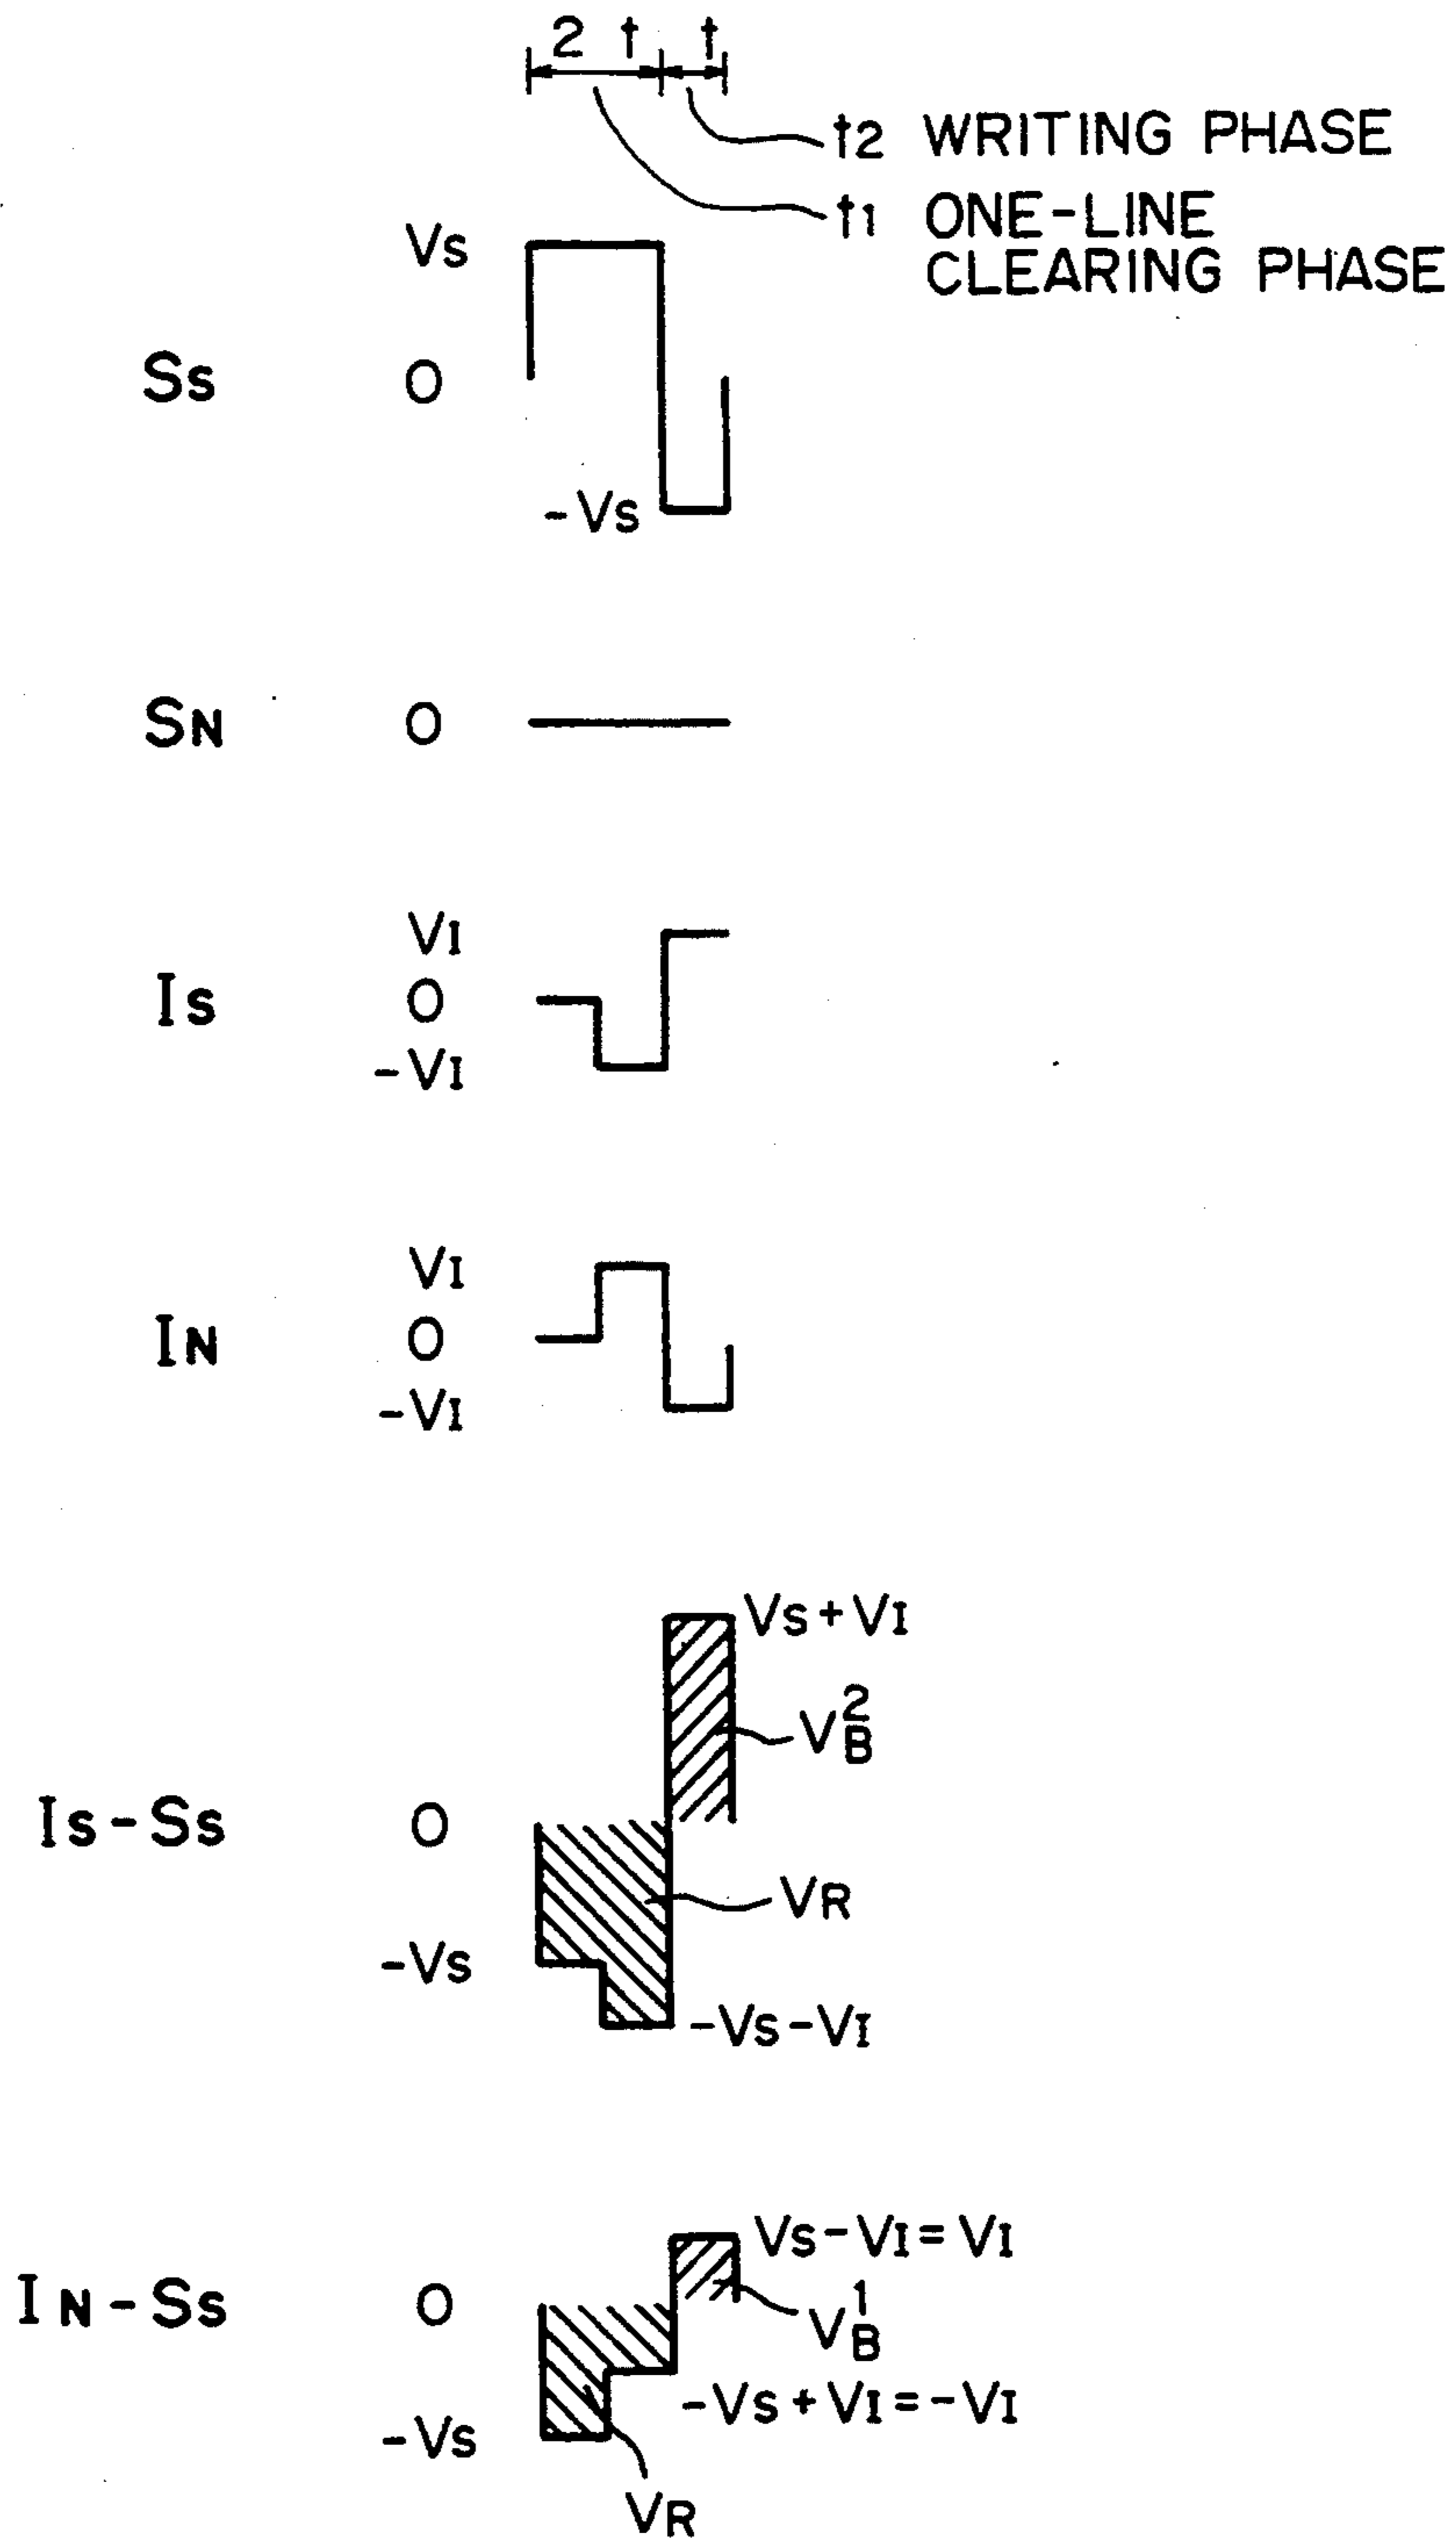 2 t t
t2 WRITING PHASE
t1 ONE-LINE
CLEARING PHASE
Vs
Ss 0
-Vs
SN 0
VI
Is 0
-VI
VI
IN 0
-VI
Vs+VI
V²B
Is-Ss 0
VR
-Vs
-Vs-VI
Vs-VI=VI
IN-Ss 0
V¹B
-Vs+VI=-VI
-Vs
VR